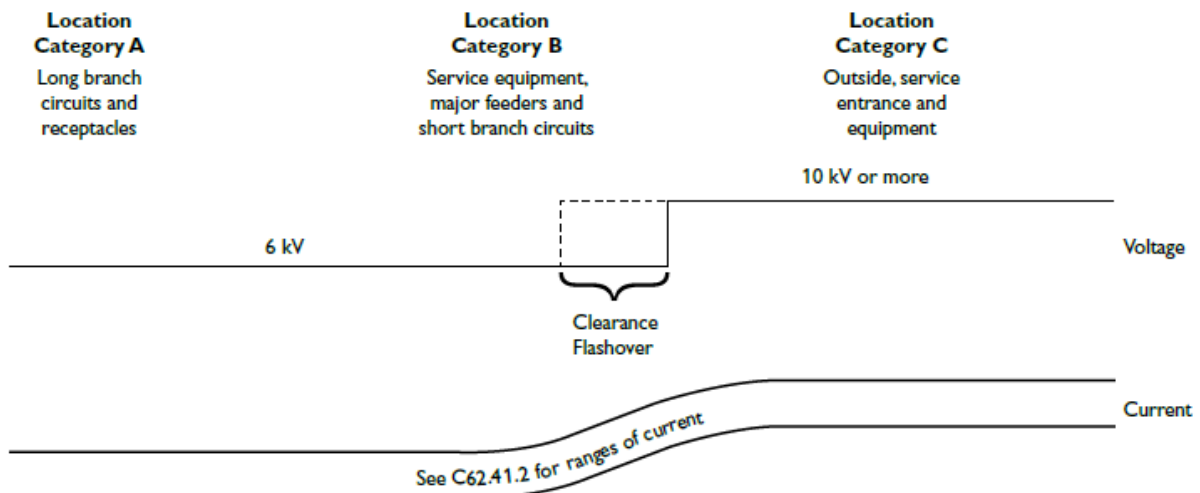 Location
Category A
Long branch
circuits and
receptacles
Location
Category B
Service equipment,
major feeders and
short branch circuits
Location
Category C
Outside, service
entrance and
equipment
10 kV or more
6 kV
Voltage
Clearance
Flashover
Current
See C62.41.2 for ranges of current